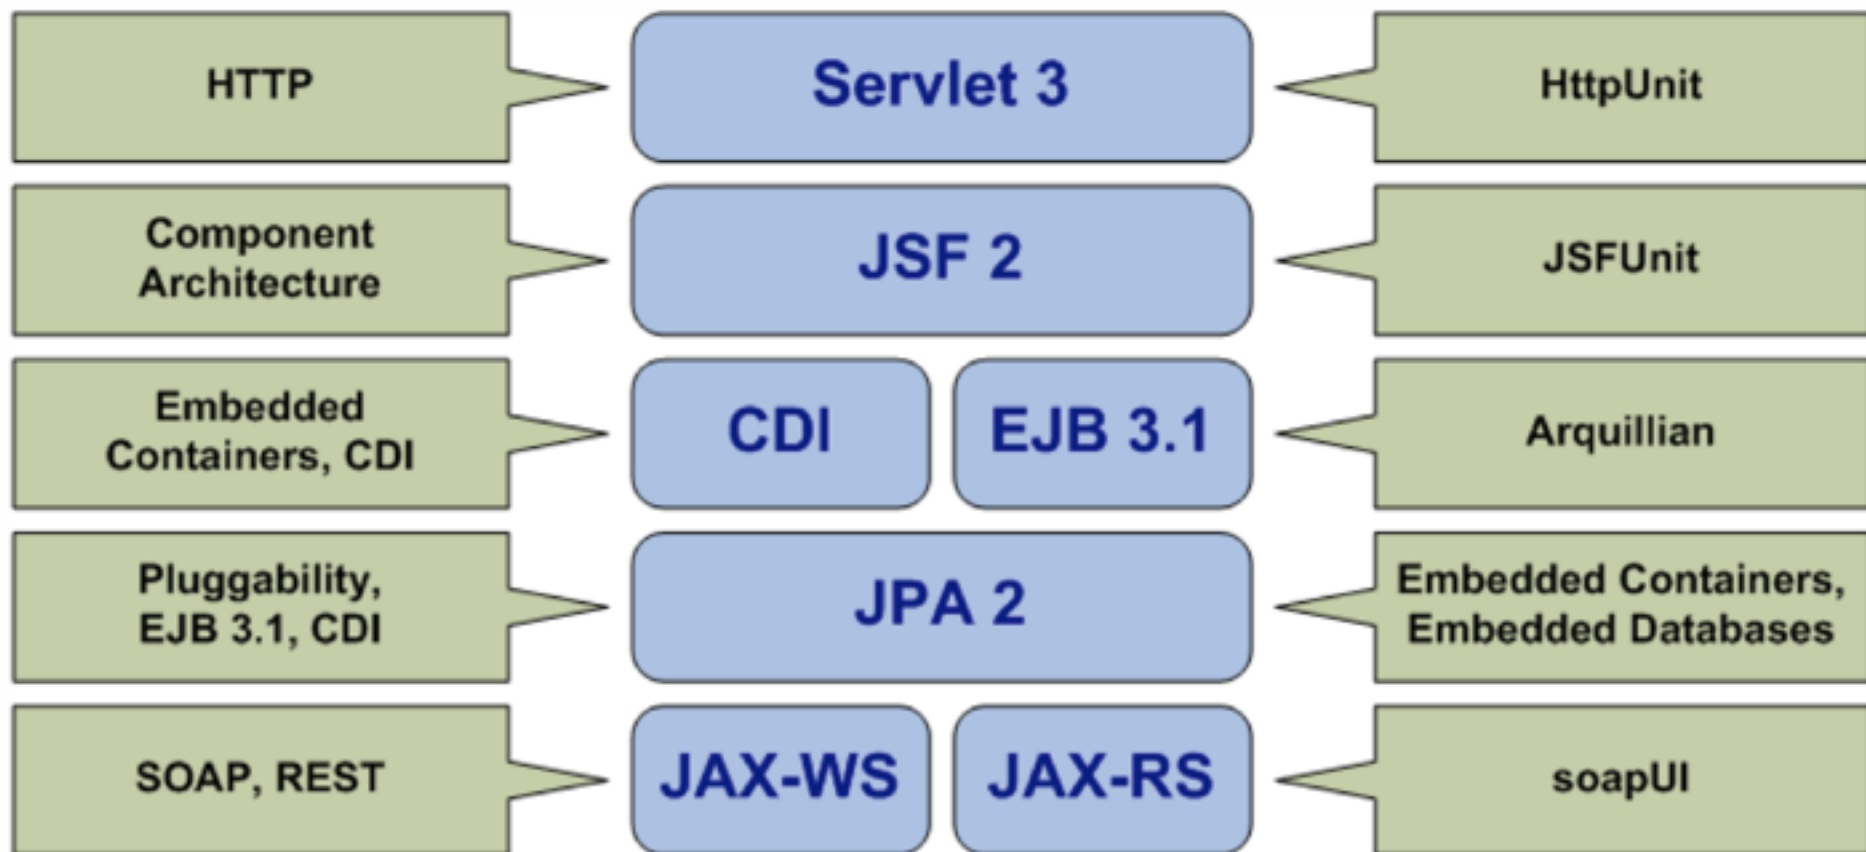 HTTP
Servlet 3
HttpUnit
Component
Architecture
JSF 2
JSFUnit
Embedded
Containers, CDI
CDI
EJB 3.1
Arquillian
Pluggability,
EJB 3.1, CDI
JPA 2
Embedded Containers,
Embedded Databases
SOAP, REST
JAX-WS
JAX-RS
soapUI